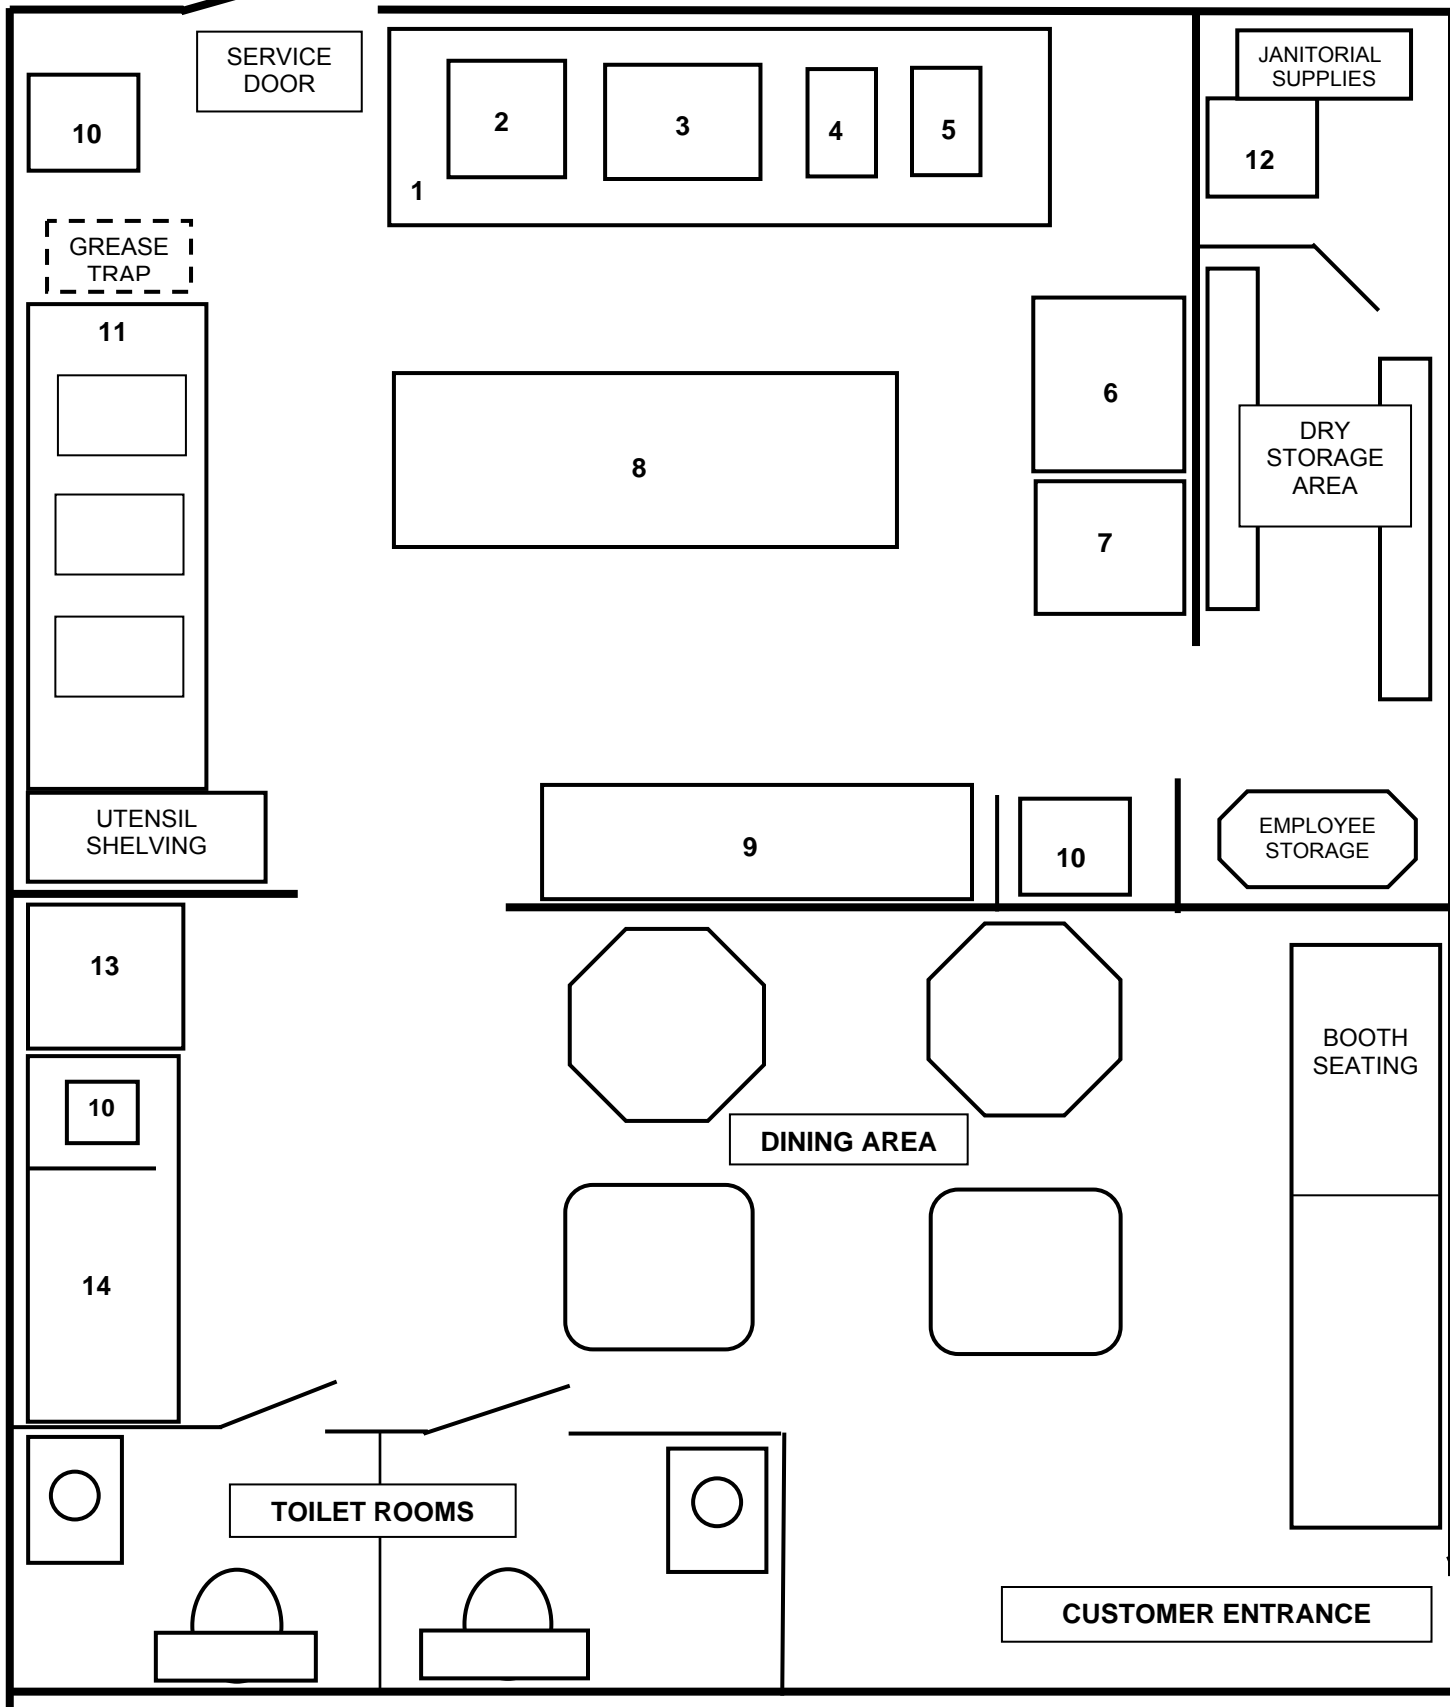 SERVICE
DOOR
JANITORIAL
SUPPLIES
10
2
3
4
5
1
12
GREASE
TRAP
11
6
8
DRY
STORAGE
AREA
7
UTENSIL
SHELVING
9
10
EMPLOYEE
STORAGE
13
10
BOOTH
SEATING
DINING AREA
14
TOILET ROOMS
CUSTOMER ENTRANCE